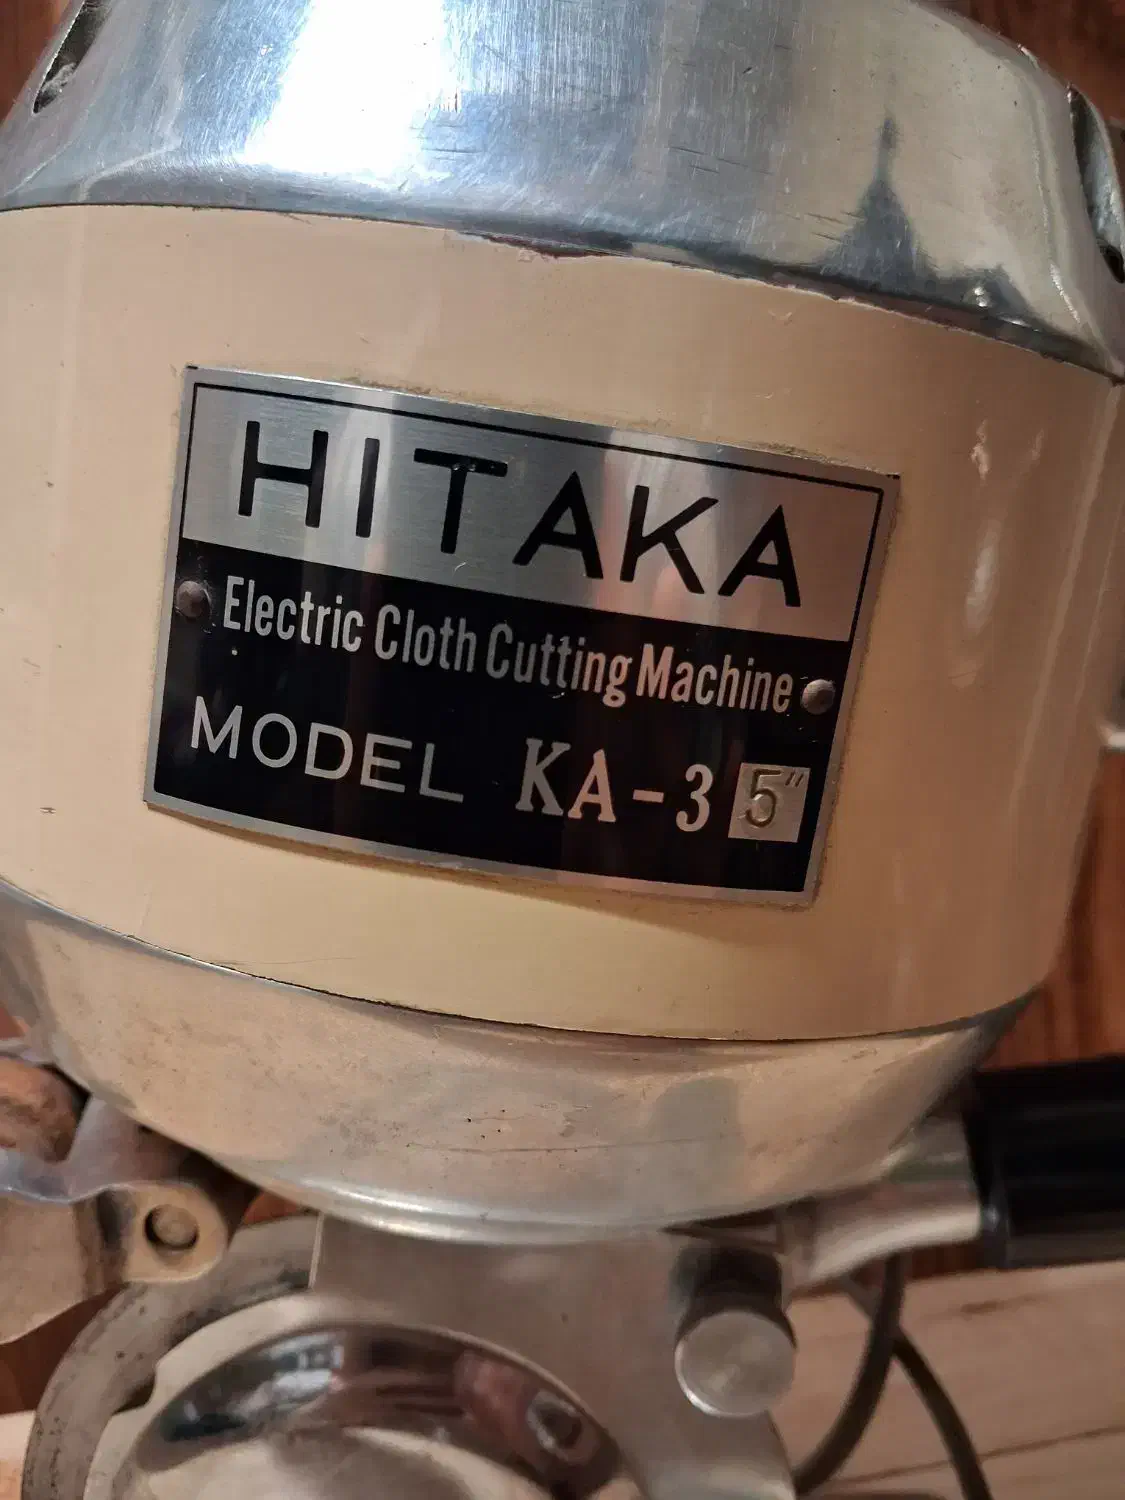 HITAKA
Electric Cloth Cutting Machine
MODEL KA-3 5"